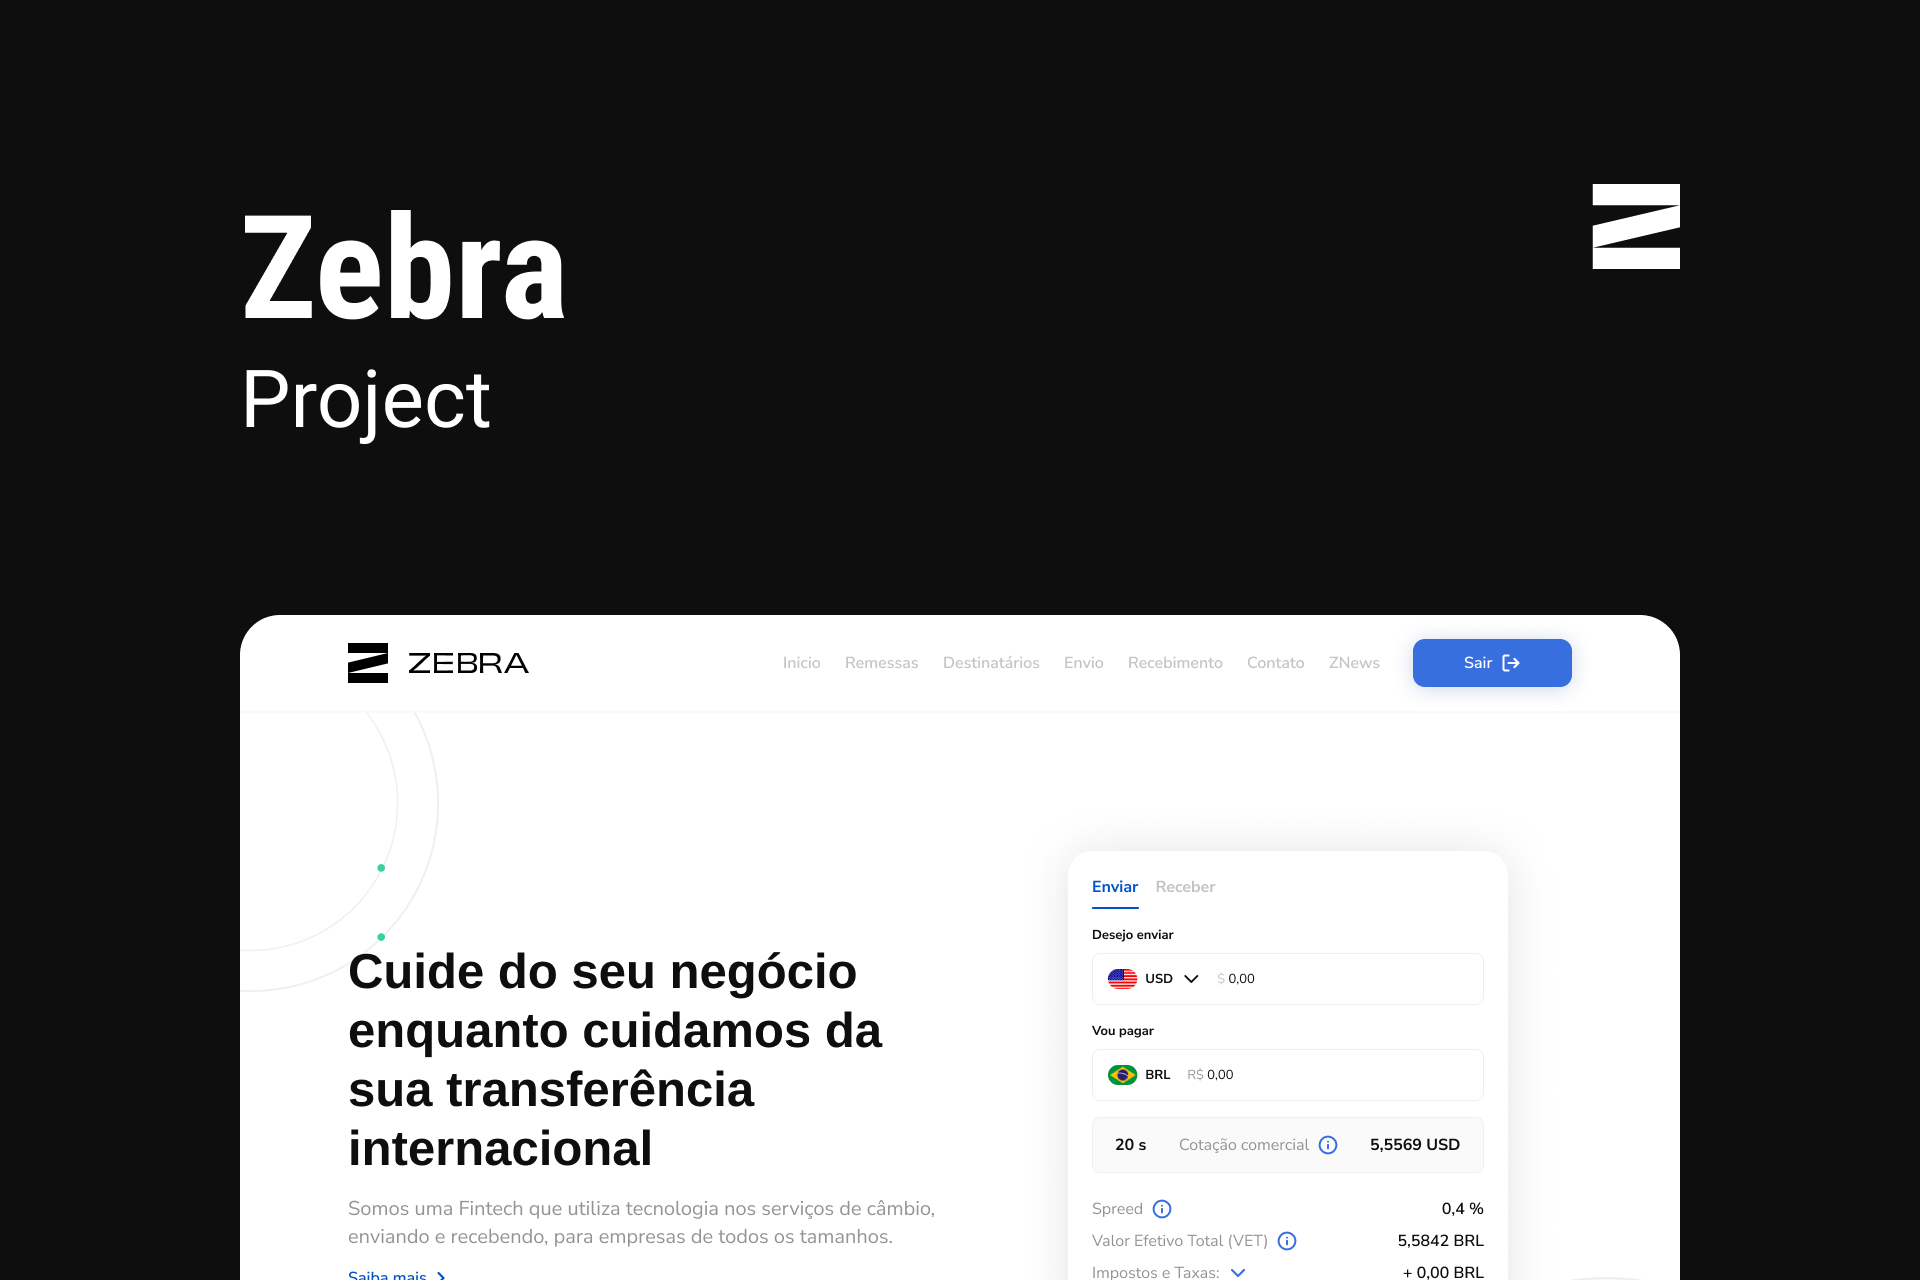 Zebra
Project
ZEBRA
Inicio Remessas Destinatários Envio Recebimento Contato ZNews Sair
Cuide do seu negócio
enquanto cuidamos da
sua transferência
internacional
Somos uma Fintech que utiliza tecnologia nos serviços de câmbio,
enviando e recebendo, para empresas de todos os tamanhos.
Saiba mais
Enviar Receber
Desejo enviar
USD $ 0,00
Vou pagar
BRL R$ 0,00
20 s Cotação comercial 5,5569 USD
Spreed 0,4 %
Valor Efetivo Total (VET) 5,5842 BRL
Impostos e Taxas: + 0,00 BRL